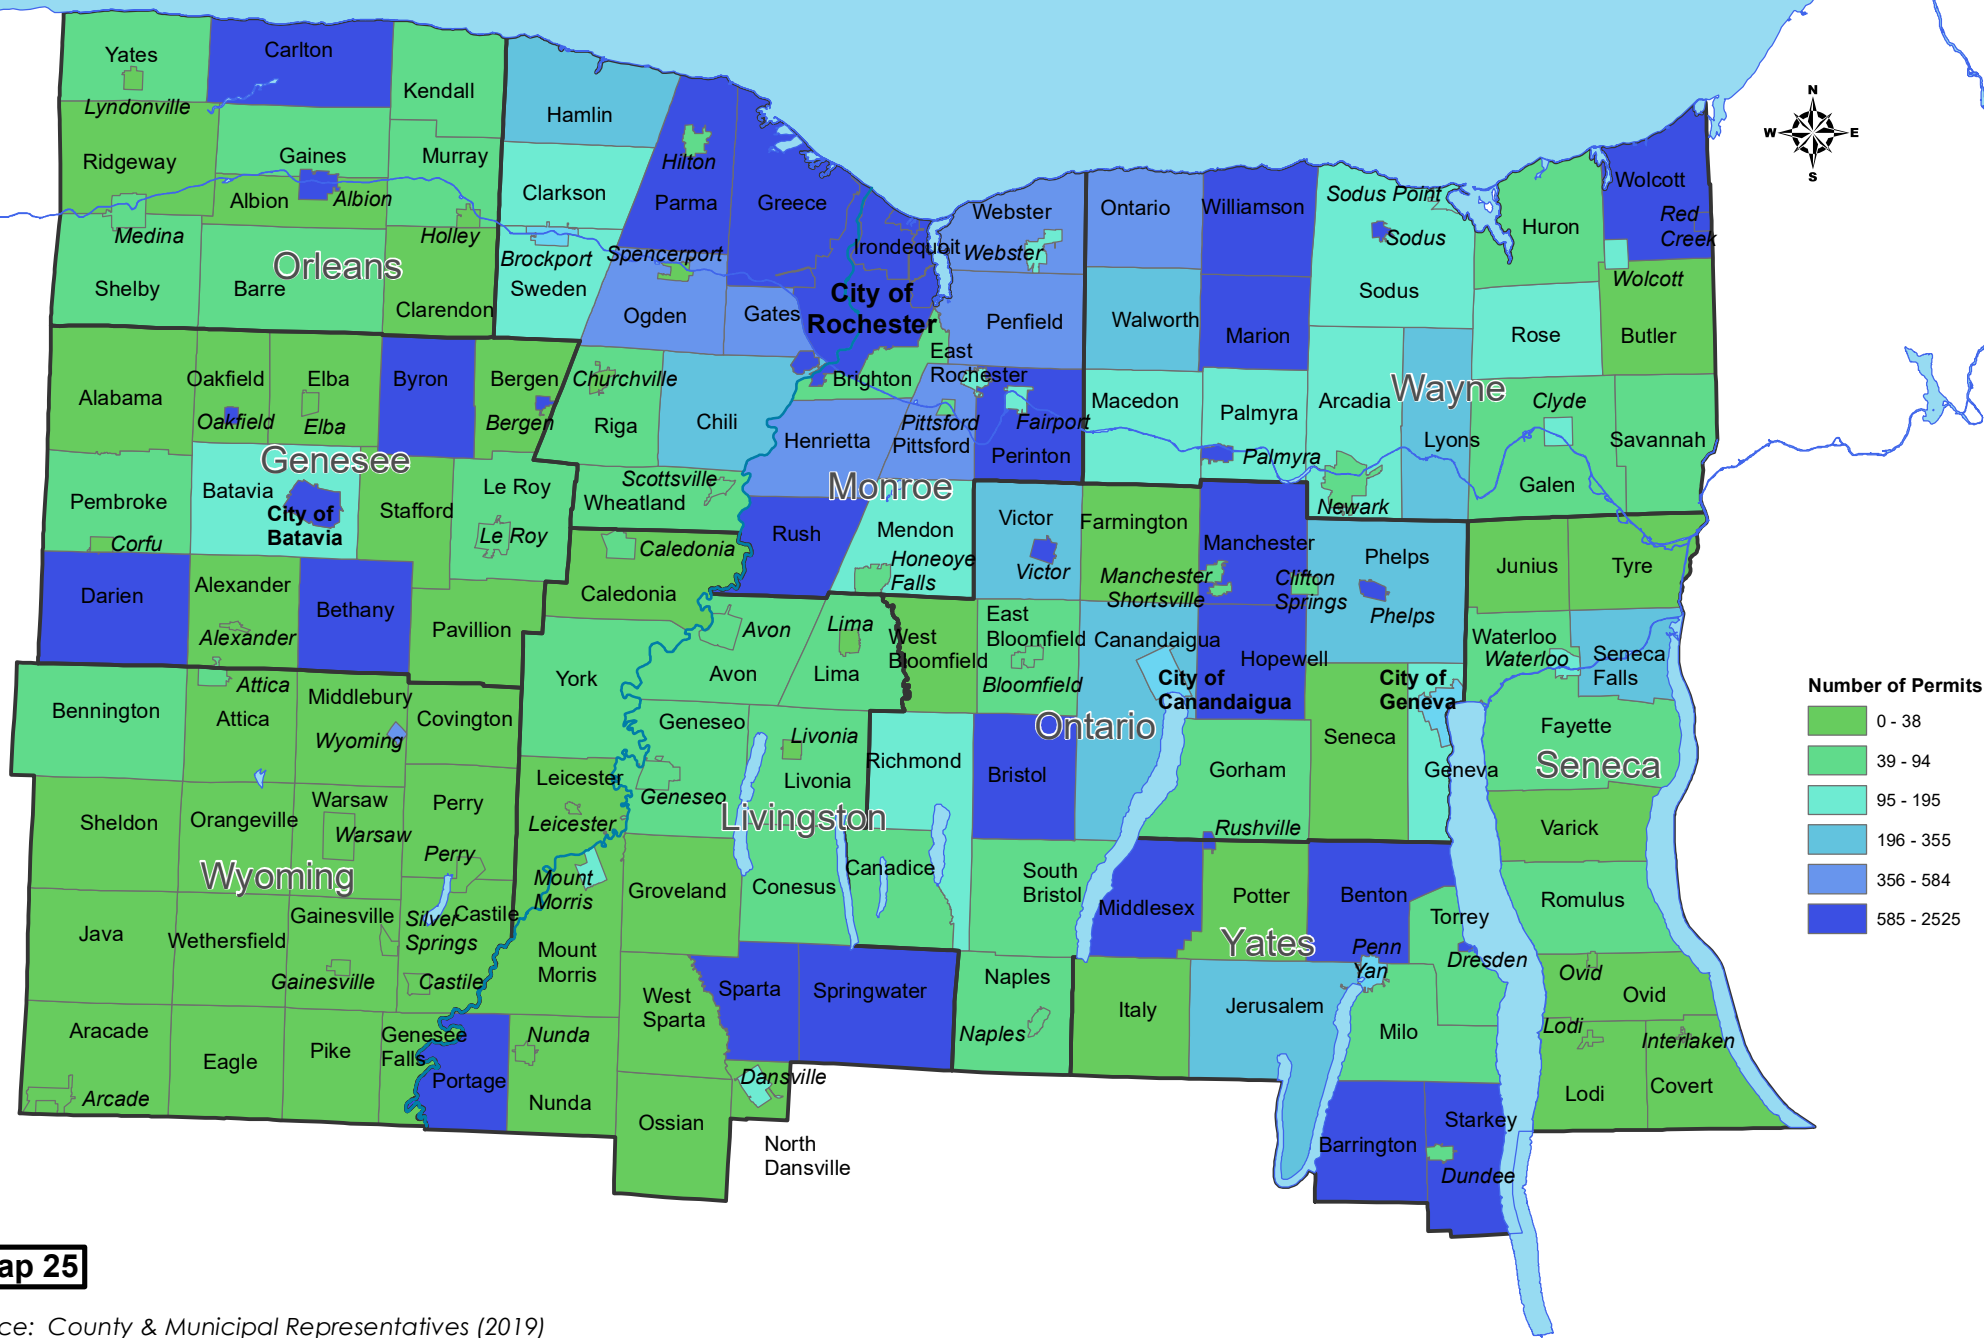 Yates
Carlton
Kendall
Lyndonville
Hamlin
Ridgeway
Gaines
Murray
Hilton
Clarkson
Parma
Greece
Albion
Albion
Medina
Holley
Orleans
Shelby
Barre
Clarendon
Brockport
Sweden
Spencerport
Ogden
Gates
Irondequoit
City of
Rochester
Webster
Webster
Penfield
East
Rochester
Brighton
Ontario
Williamson
Walworth
Marion
Sodus Point
Sodus
Sodus
Huron
Wolcott
Red
Creek
Wolcott
Rose
Butler
Wayne
N
W
E
S
Alabama
Oakfield
Oakfield
Elba
Elba
Byron
Bergen
Bergen
Genesee
Churchville
Riga
Chili
Henrietta
Pittsford
Pittsford
Fairport
Perinton
Macedon
Palmyra
Palmyra
Arcadia
Lyons
Clyde
Savannah
Galen
Newark
Pembroke
Corfu
Batavia
City of
Batavia
Stafford
Le Roy
Le Roy
Scottsville
Wheatland
Monroe
Rush
Mendon
Honeoye
Falls
Victor
Victor
Farmington
Manchester
Manchester
Shortsville
Clifton
Springs
Phelps
Phelps
Junius
Tyre
Darien
Alexander
Alexander
Bethany
Pavillion
Caledonia
Caledonia
Avon
Avon
Lima
Lima
West
Bloomfield
East
Bloomfield
Bloomfield
Canandaigua
City of
Canandaigua
Hopewell
City of
Geneva
Waterloo
Waterloo
Seneca
Falls
Bennington
Attica
Attica
Middlebury
Wyoming
Covington
York
Geneseo
Geneseo
Livonia
Livonia
Richmond
Bristol
Ontario
Gorham
Rushville
Seneca
Geneva
Fayette
Seneca
Varick
Sheldon
Orangeville
Warsaw
Warsaw
Perry
Perry
Wyoming
Leicester
Leicester
Livingston
Mount
Morris
Groveland
Conesus
Canadice
South
Bristol
Middlesex
Potter
Benton
Torrey
Romulus
Java
Wethersfield
Gainesville
Gainesville
Silver
Springs
Castile
Castile
Mount
Morris
West
Sparta
Sparta
Springwater
Naples
Naples
Yates
Penn
Yan
Dresden
Italy
Jerusalem
Milo
Ovid
Ovid
Lodi
Interlaken
Aracade
Arcade
Eagle
Pike
Genesee
Falls
Portage
Nunda
Nunda
Ossian
Dansville
North
Dansville
Barrington
Starkey
Dundee
Lodi
Covert
Number of Permits
0 - 38
39 - 94
95 - 195
196 - 355
356 - 584
585 - 2525
ap 25
ce: County & Municipal Representatives (2019)